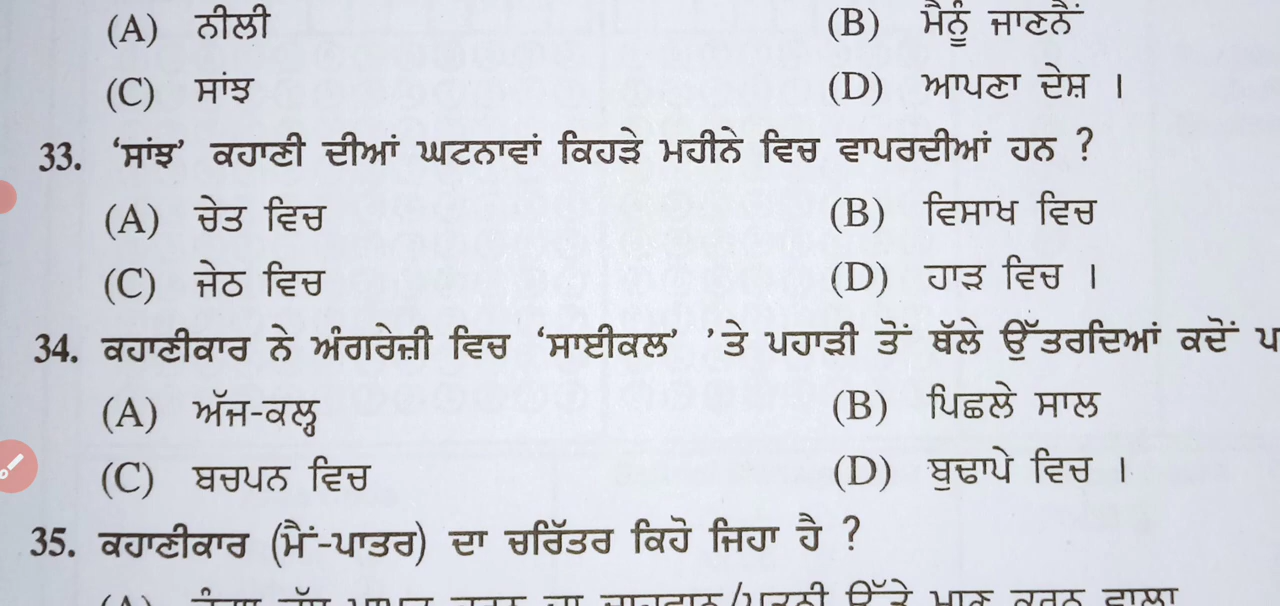 (A) ਨੀਲੀ (B) ਮੈਨੂੰ ਜਾਣਨੈਂ
(C) ਸਾਂਝ (D) ਆਪਣਾ ਦੇਸ਼ ।
33. ‘ਸਾਂਝ’ ਕਹਾਣੀ ਦੀਆਂ ਘਟਨਾਵਾਂ ਕਿਹੜੇ ਮਹੀਨੇ ਵਿਚ ਵਾਪਰਦੀਆਂ ਹਨ ?
(A) ਚੇਤ ਵਿਚ (B) ਵਿਸਾਖ ਵਿਚ
(C) ਜੇਠ ਵਿਚ (D) ਹਾੜ ਵਿਚ ।
34. ਕਹਾਣੀਕਾਰ ਨੇ ਅੰਗਰੇਜ਼ੀ ਵਿਚ ‘ਸਾਈਕਲ’ ’ਤੇ ਪਹਾੜੀ ਤੋਂ ਥੱਲੇ ਉੱਤਰਦਿਆਂ ਕਦੋਂ
(A) ਅੱਜ-ਕਲ੍ਹ (B) ਪਿਛਲੇ ਸਾਲ
(C) ਬਚਪਨ ਵਿਚ (D) ਬੁਢਾਪੇ ਵਿਚ ।
35. ਕਹਾਣੀਕਾਰ (ਮੈਂ-ਪਾਤਰ) ਦਾ ਚਰਿੱਤਰ ਕਿਹੋ ਜਿਹਾ ਹੈ ?
(A) ਉੱਤੇ ਮਾਣ ਕਰਨ ਵਾਲਾ